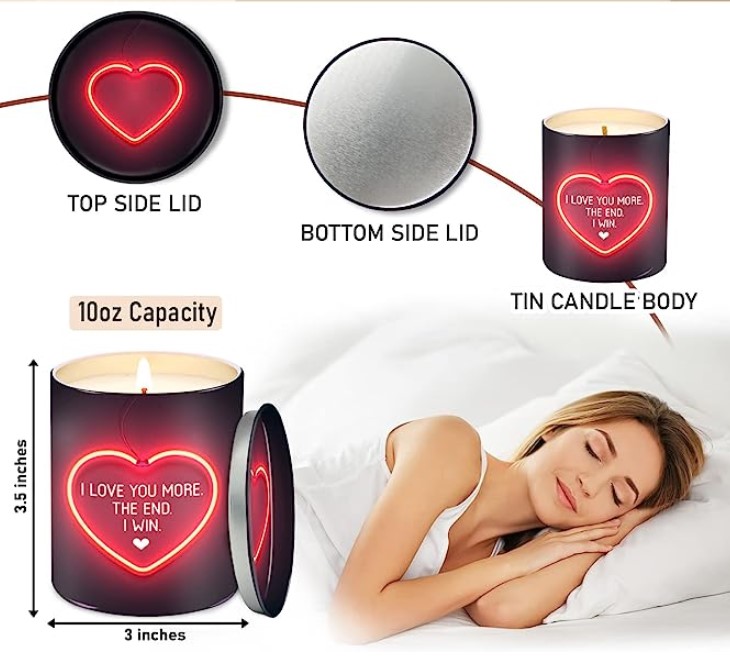 TOP SIDE LID
BOTTOM SIDE LID
I LOVE YOU MORE.
THE END.
I WIN.
TIN CANDLE BODY
10oz Capacity
3.5 inches
I LOVE YOU MORE.
THE END.
I WIN.
3 inches